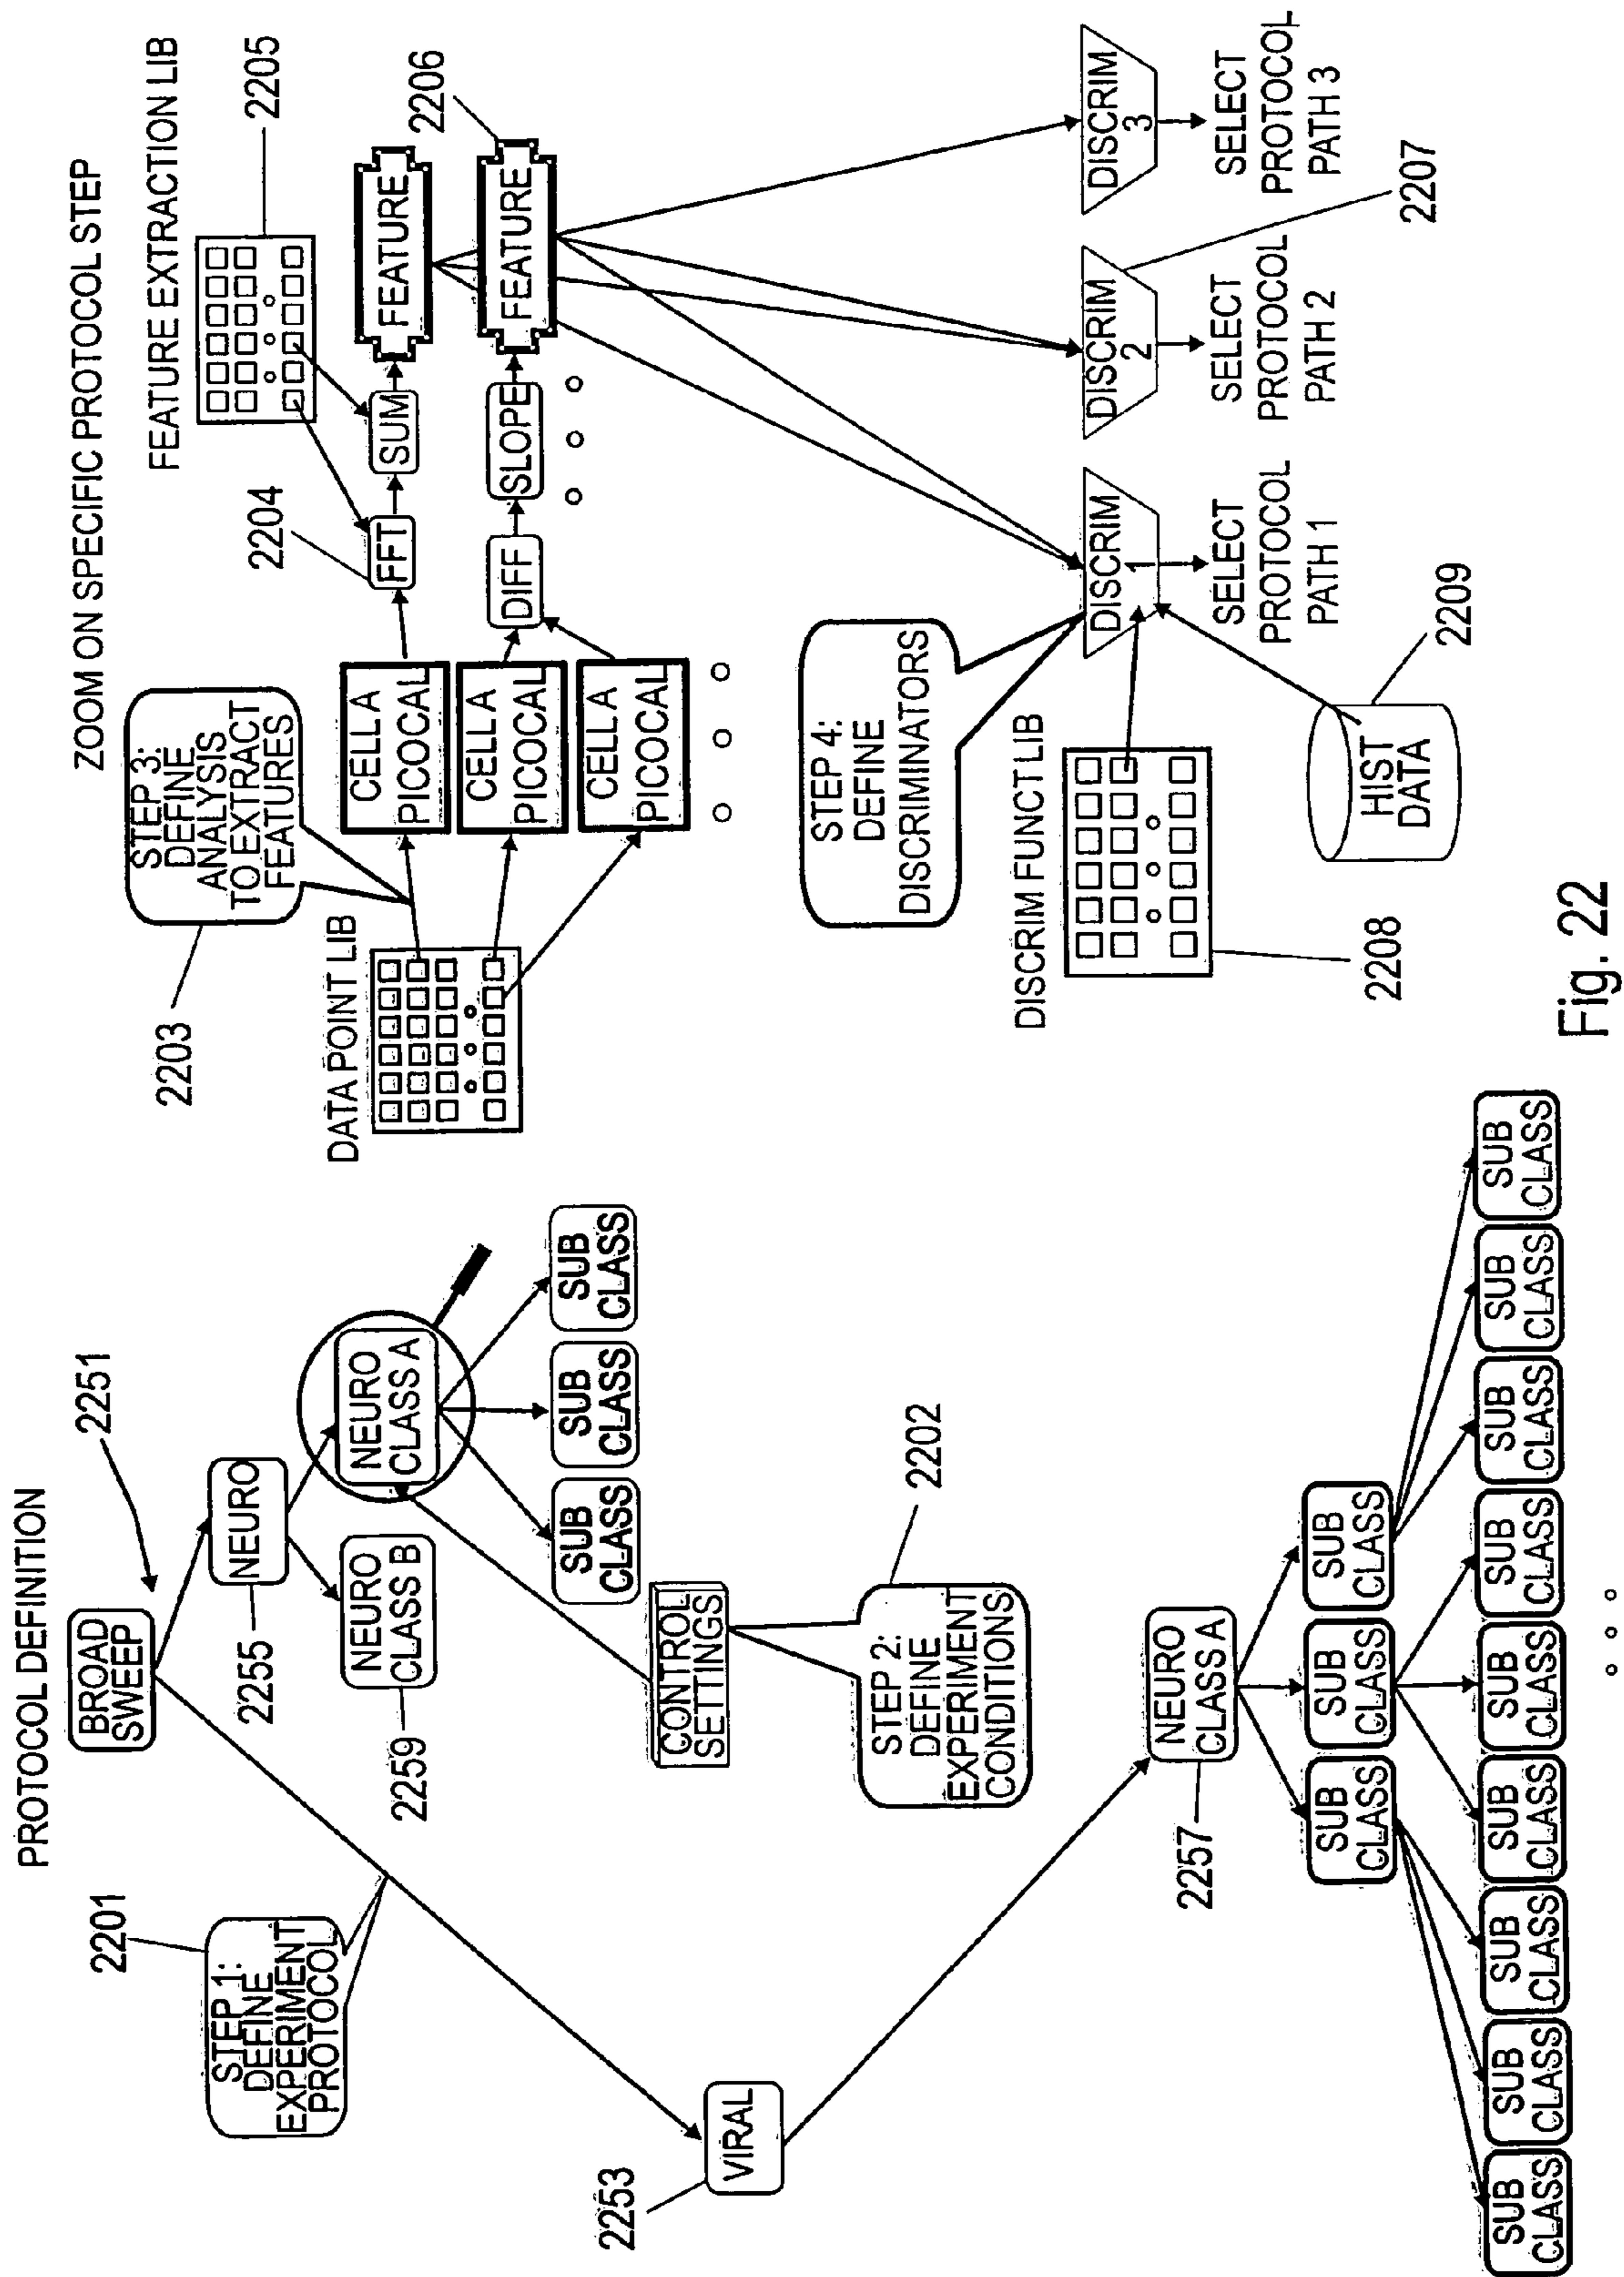 PROTOCOL DEFINITION
BROAD
SWEEP
2251
2201
STEP 1:
DEFINE
EXPERIMENT
PROTOCOL
NEURO
2255
NEURO
CLASS B
2259
NEURO
CLASS A
SUB
CLASS
SUB
CLASS
SUB
CLASS
CONTROL
SETTINGS
STEP 2:
DEFINE
EXPERIMENT
CONDITIONS
2202
VIRAL
2253
NEURO
CLASS A
2257
SUB
CLASS
SUB
CLASS
SUB
CLASS
SUB
CLASS
SUB
CLASS
SUB
CLASS
SUB
CLASS
SUB
CLASS
SUB
CLASS
SUB
CLASS
SUB
CLASS
SUB
CLASS
ZOOM ON SPECIFIC PROTOCOL STEP
2203
STEP 3:
DEFINE
ANALYSIS
TO EXTRACT
FEATURES
FEATURE EXTRACTION LIB
2205
2204
DATA POINT LIB
CELL A
PICOCAL
FFT
SUM
FEATURE
2206
CELL A
PICOCAL
DIFF
SLOPE
FEATURE
CELL A
PICOCAL
STEP 4:
DEFINE
DISCRIMINATORS
DISCRIM FUNCT LIB
2208
DISCRIM
1
DISCRIM
2
DISCRIM
3
SELECT
PROTOCOL
PATH 1
SELECT
PROTOCOL
PATH 2
SELECT
PROTOCOL
PATH 3
2207
HIST
DATA
2209
Fig. 22